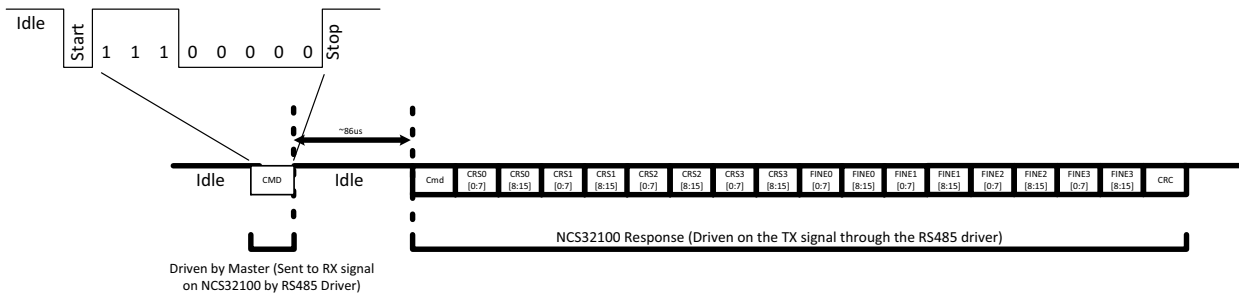 Idle
Start
1 1 1 0 0 0 0 0
Stop
~86us
Idle
CMD
Idle
Cmd
CRS0
[0:7]
CRS0
[8:15]
CRS1
[0:7]
CRS1
[8:15]
CRS2
[0:7]
CRS2
[8:15]
CRS3
[0:7]
CRS3
[8:15]
FINE0
[0:7]
FINE0
[8:15]
FINE1
[0:7]
FINE1
[8:15]
FINE2
[0:7]
FINE2
[8:15]
FINE3
[0:7]
FINE3
[8:15]
CRC
NCS32100 Response (Driven on the TX signal through the RS485 driver)
Driven by Master (Sent to RX signal
on NCS32100 by RS485 Driver)